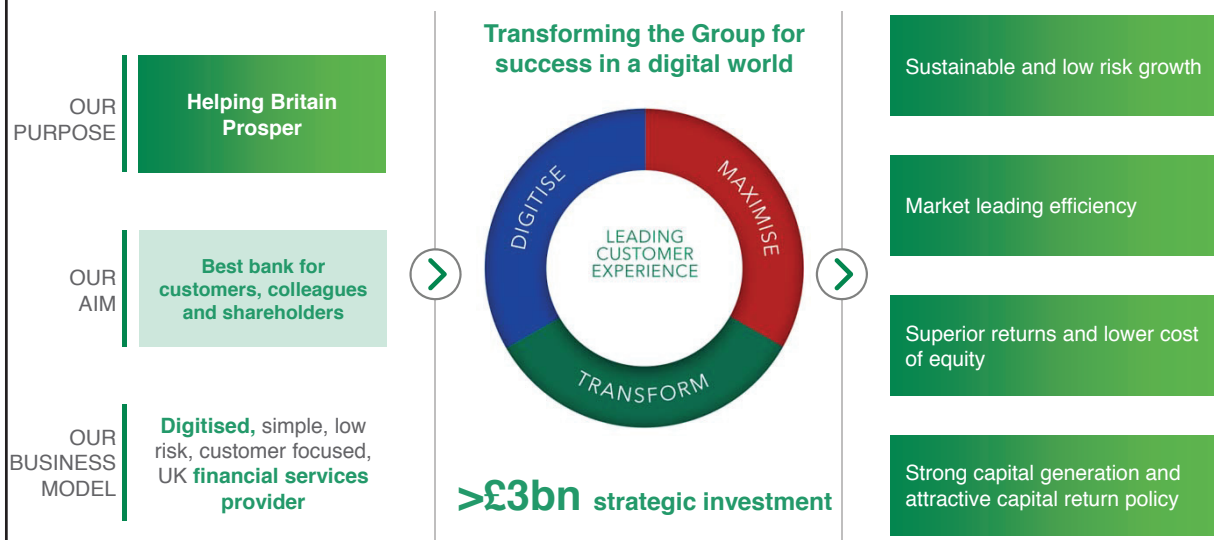 OUR
PURPOSE
Helping Britain
Prosper
OUR
AIM
Best bank for
customers, colleagues
and shareholders
OUR
BUSINESS
MODEL
Digitised, simple, low
risk, customer focused,
UK financial services
provider
Transforming the Group for
success in a digital world
DIGITISE
MAXIMISE
TRANSFORM
LEADING
CUSTOMER
EXPERIENCE
>£3bn strategic investment
Sustainable and low risk growth
Market leading efficiency
Superior returns and lower cost
of equity
Strong capital generation and
attractive capital return policy